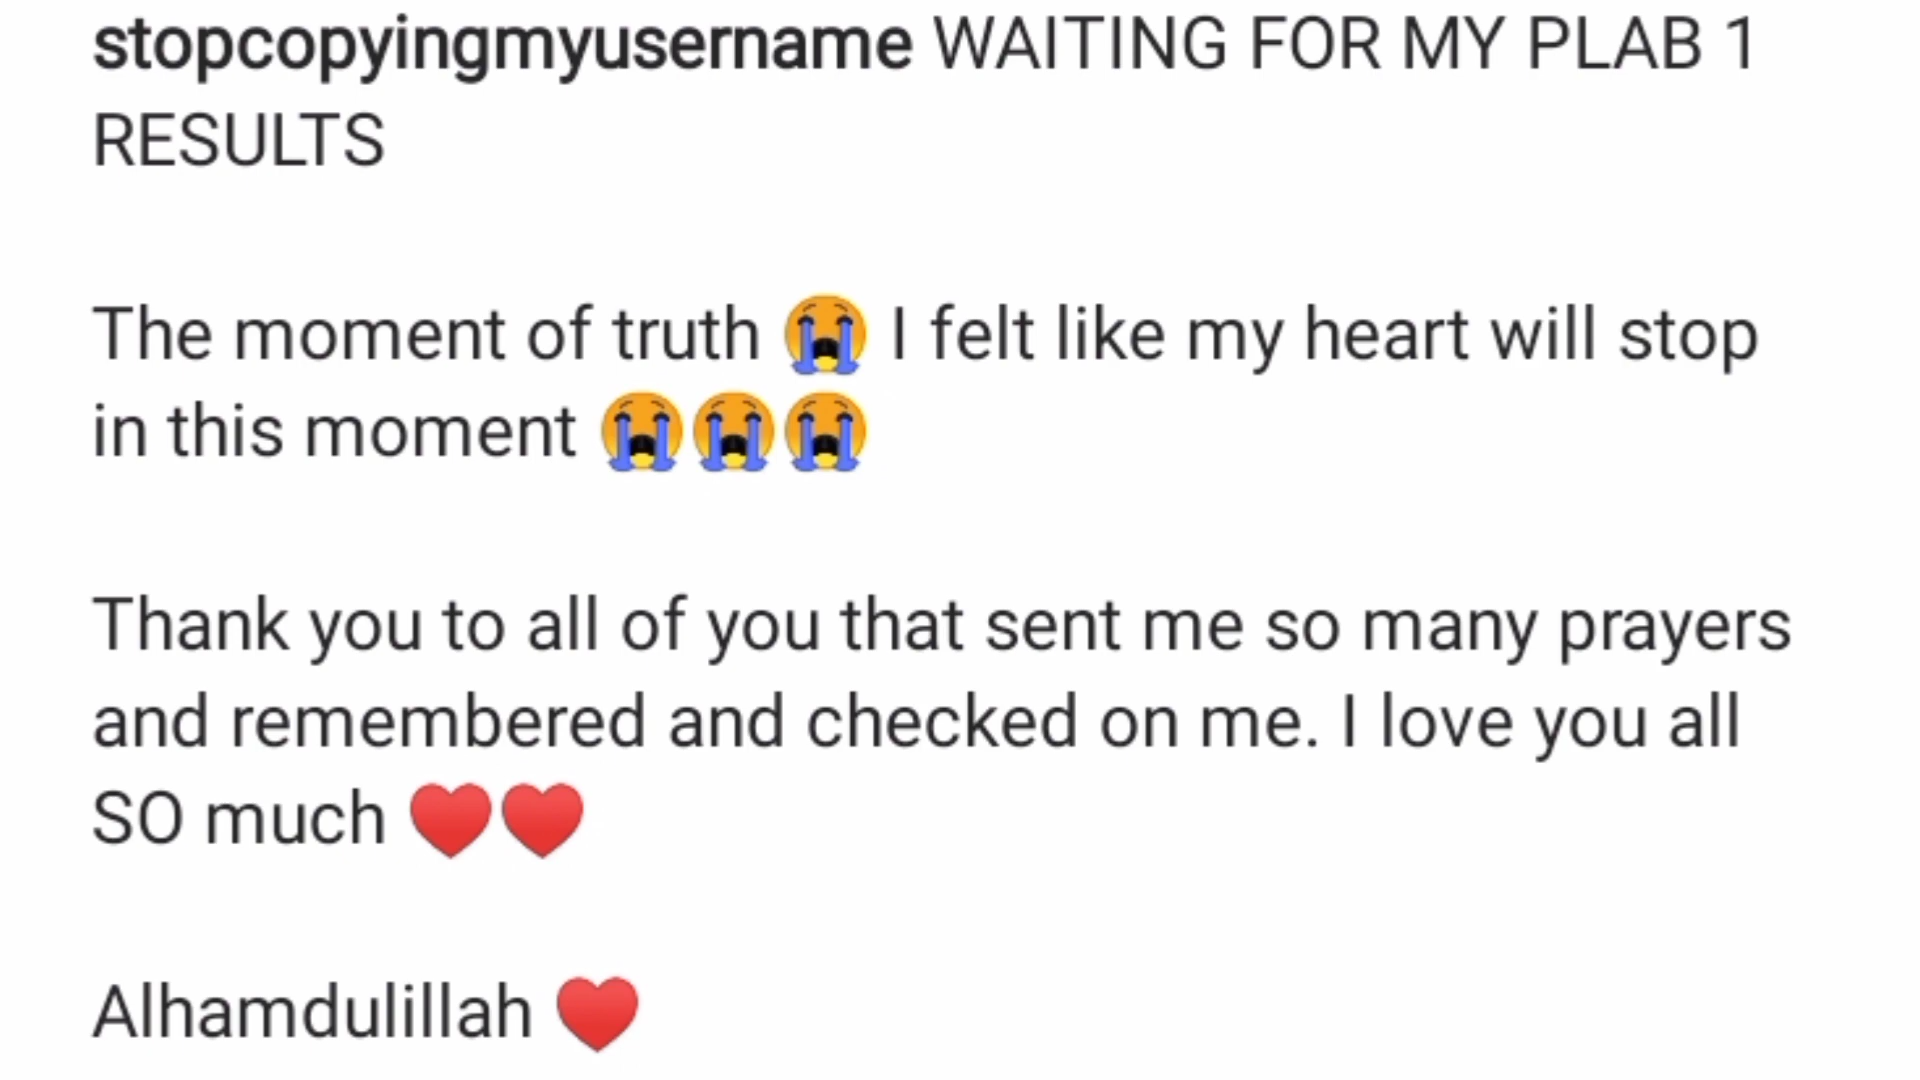 stopcopyingmyusername WAITING FOR MY PLAB 1
RESULTS
The moment of truth 😭 I felt like my heart will stop
in this moment 😭😭😭
Thank you to all of you that sent me so many prayers
and remembered and checked on me. I love you all
SO much ♥️♥️
Alhamdulillah ♥️